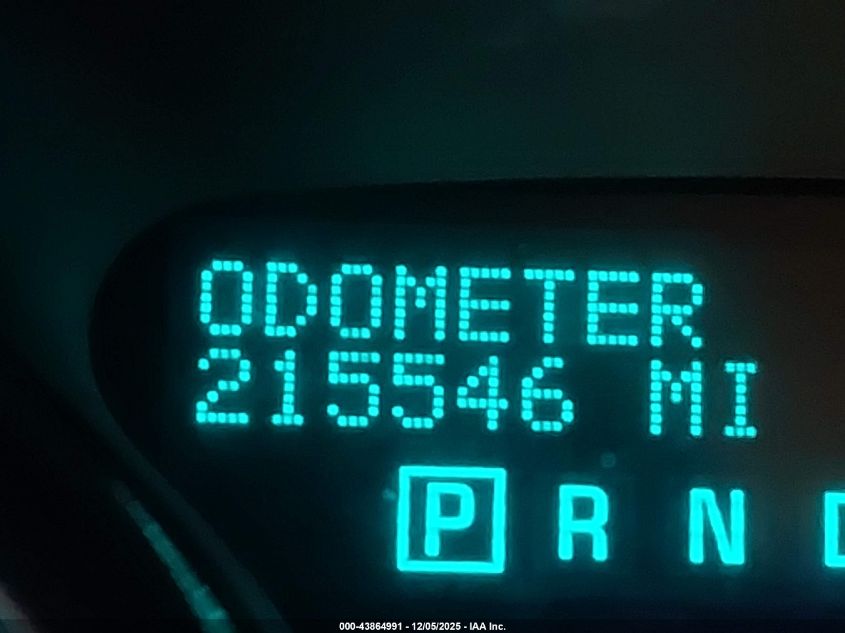 ODOMETER
215546 MI
P R N D
000-43864991 - 12/05/2025 - IAA Inc.